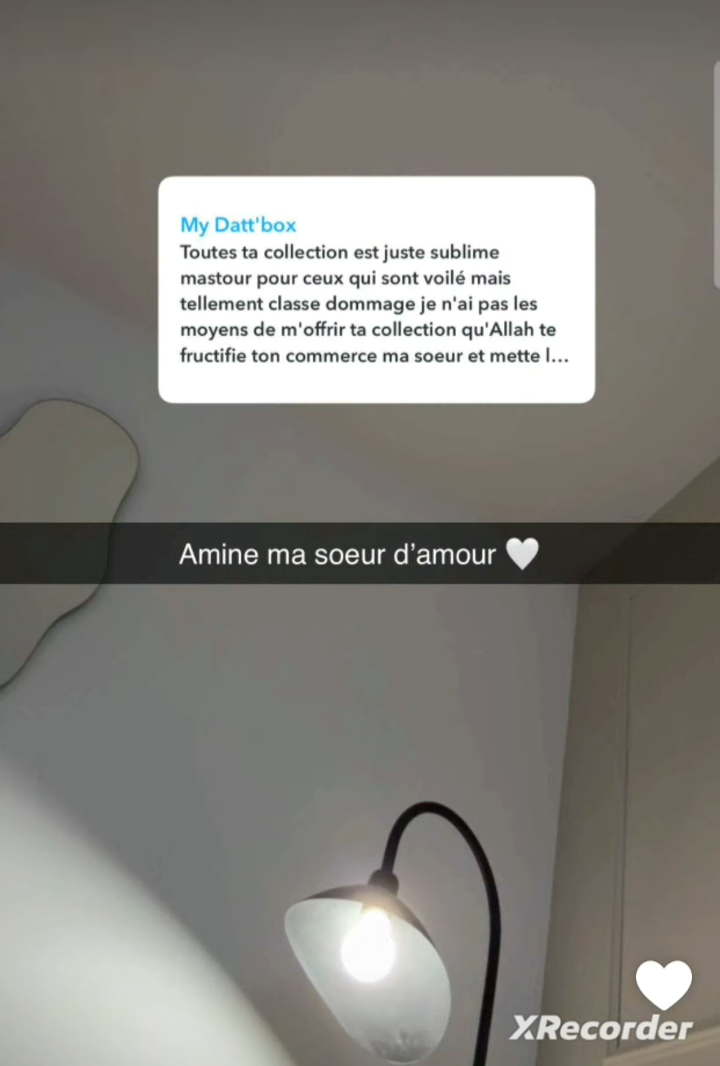 My Datt'box
Toutes ta collection est juste sublime
mastour pour ceux qui sont voilé mais
tellement classe dommage je n'ai pas les
moyens de m'offrir ta collection qu'Allah te
fructifie ton commerce ma soeur et mette l...
Amine ma soeur d’amour 🤍
XRecorder